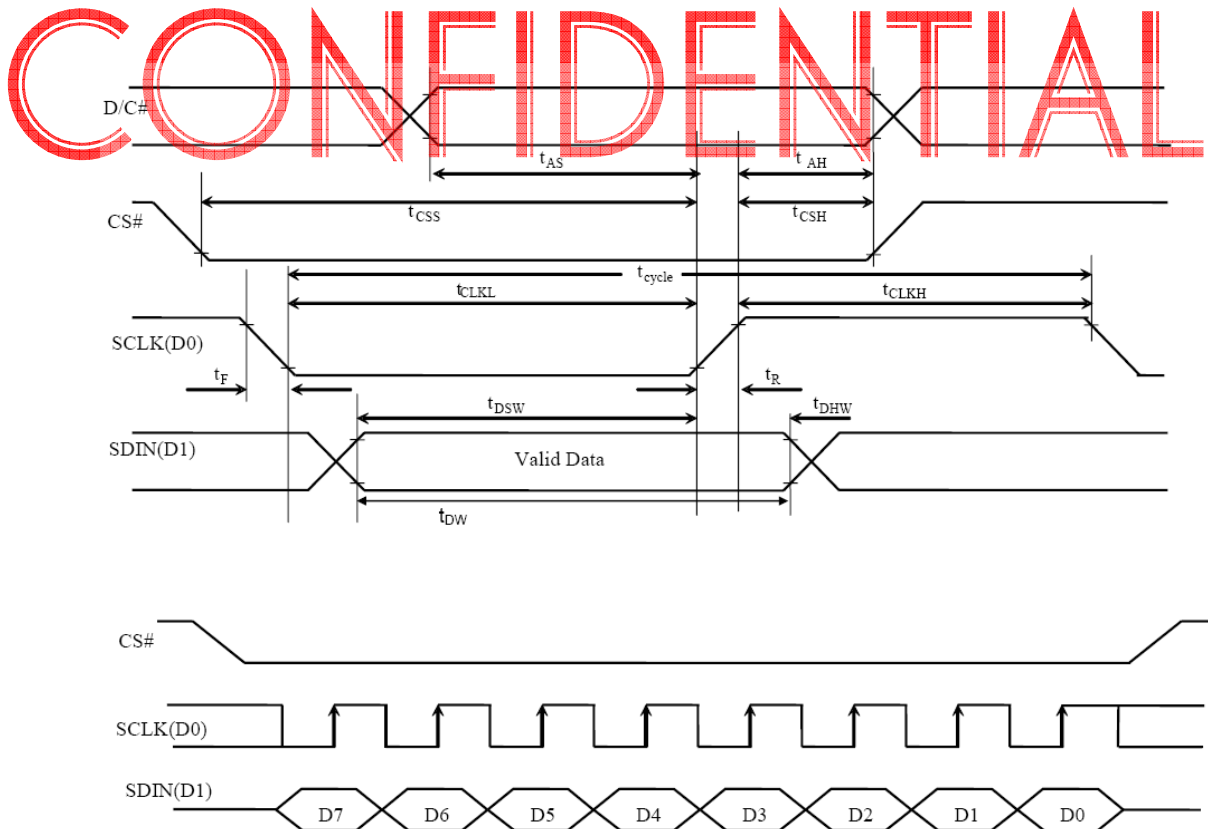 CONFIDENTIAL
D/C#
tAS
t AH
tCSS
tCSH
CS#
tcycle
tCLKL
tCLKH
SCLK(D0)
tF
tR
tDSW
tDHW
SDIN(D1)
Valid Data
tDW
CS#
SCLK(D0)
SDIN(D1)
D7 D6 D5 D4 D3 D2 D1 D0